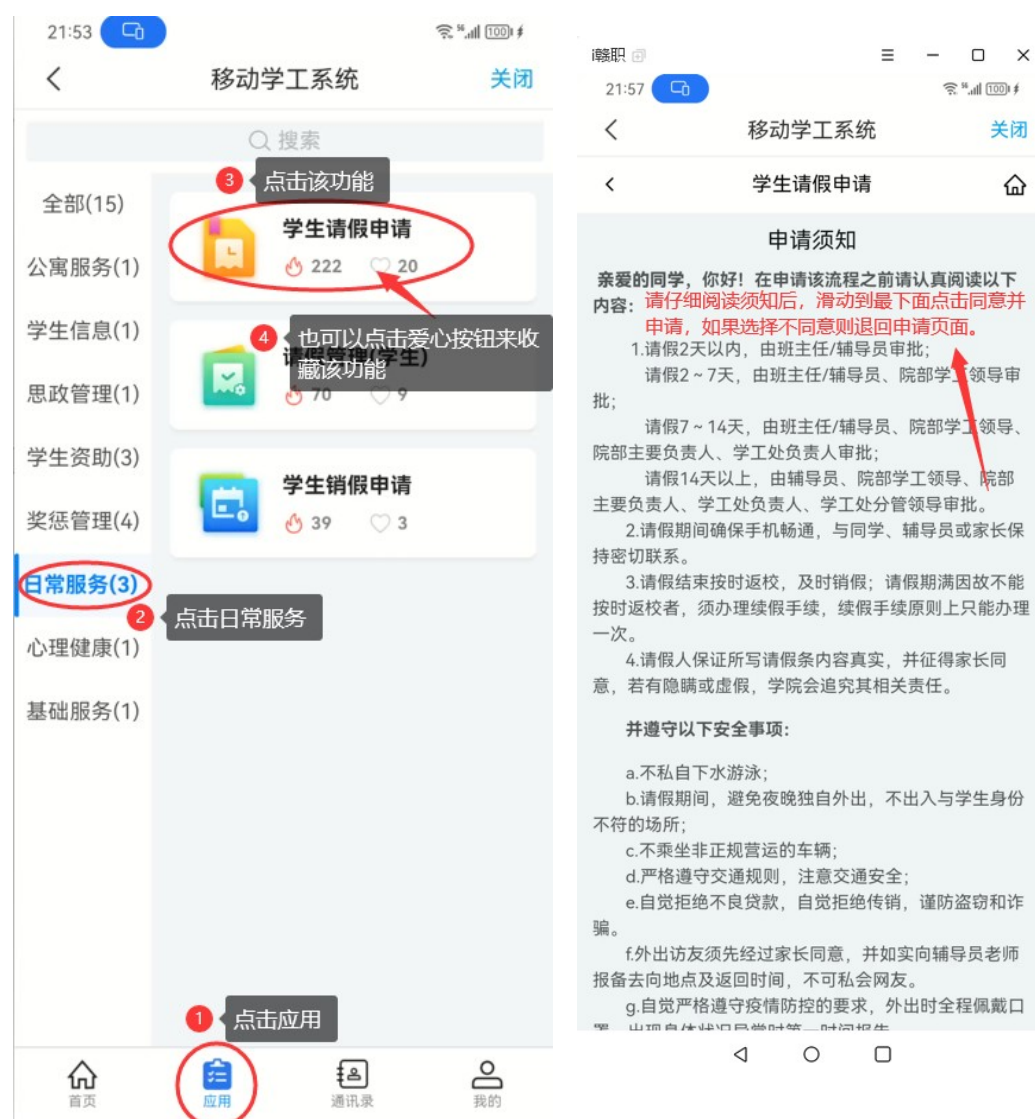 21:53
100
移动学工系统
关闭
搜索
3 点击该功能
全部(15)
学生请假申请
222
20
公寓服务(1)
4 也可以点击爱心按钮来收
藏该功能
学生信息(1)
请假管理(学生)
70
9
思政管理(1)
学生资助(3)
学生销假申请
39
3
奖惩管理(4)
日常服务(3)
2 点击日常服务
心理健康(1)
基础服务(1)
1 点击应用
首页
应用
通讯录
我的
i赣职
21:57
100
移动学工系统
关闭
学生请假申请
申请须知
亲爱的同学，你好！在申请该流程之前请认真阅读以下
内容：
请仔细阅读须知后，滑动到最下面点击同意并
申请，如果选择不同意则退回申请页面。
1.请假2天以内，由班主任/辅导员审批；
请假2~7天，由班主任/辅导员、院部学工领导审
批；
请假7~14天，由班主任/辅导员、院部学工领导、
院部主要负责人、学工处负责人审批；
请假14天以上，由辅导员、院部学工领导、院部
主要负责人、学工处负责人、学工处分管领导审批。
2.请假期间确保手机畅通，与同学、辅导员或家长保
持密切联系。
3.请假结束按时返校，及时销假；请假期满因故不能
按时返校者，须办理续假手续，续假手续原则上只能办理
一次。
4.请假人保证所写请假条内容真实，并征得家长同
意，若有隐瞒或虚假，学院会追究其相关责任。
并遵守以下安全事项：
a.不私自下水游泳；
b.请假期间，避免夜晚独自外出，不出入与学生身份
不符的场所；
c.不乘坐非正规营运的车辆；
d.严格遵守交通规则，注意交通安全；
e.自觉拒绝不良贷款，自觉拒绝传销，谨防盗窃和诈
骗。
f.外出访友须先经过家长同意，并如实向辅导员老师
报备去向地点及返回时间，不可私会网友。
g.自觉严格遵守疫情防控的要求，外出时全程佩戴口